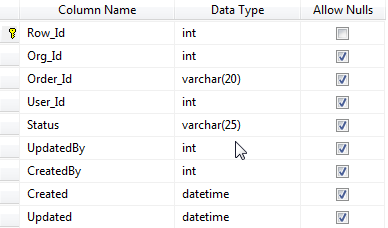 Column Name Data Type Allow Nulls
Row_Id int
Org_Id int
Order_Id varchar(20)
User_Id int
Status varchar(25)
UpdatedBy int
CreatedBy int
Created datetime
Updated datetime